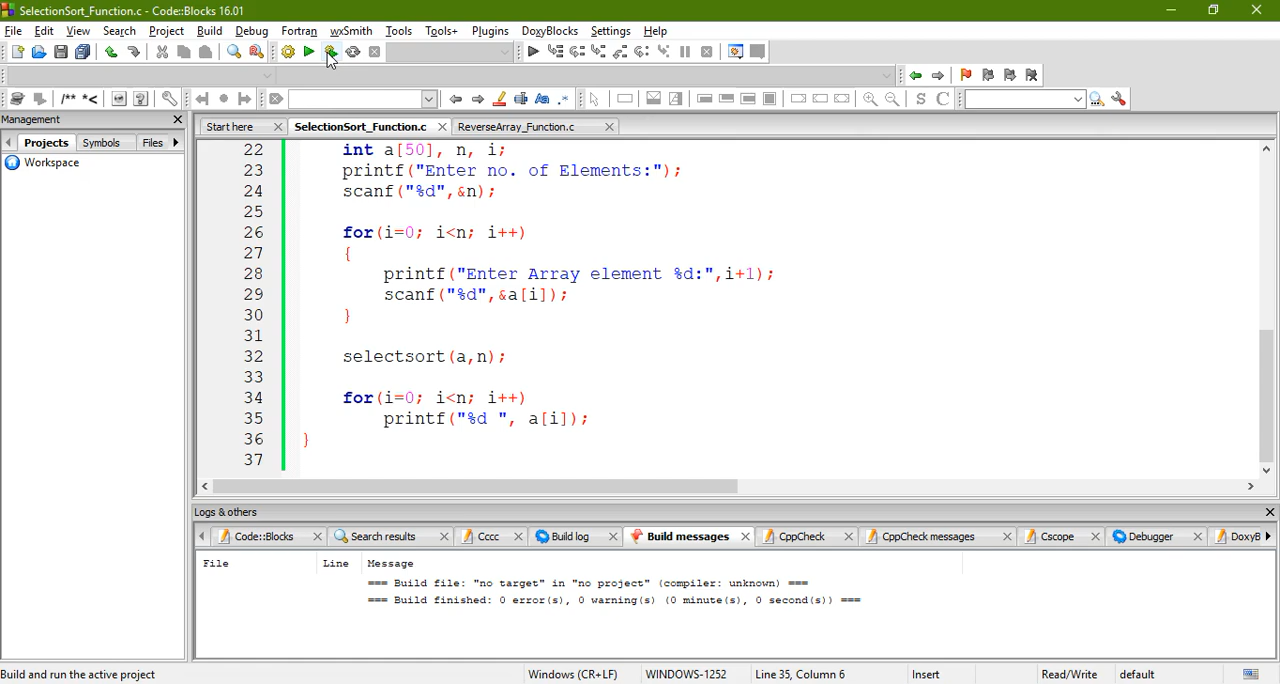 SelectionSort_Function.c - Code::Blocks 16.01
File Edit View Search Project Build Debug Fortran wxSmith Tools Tools+ Plugins DoxyBlocks Settings Help
/** *<
S C
Management
Projects Symbols Files
Workspace
Start here SelectionSort_Function.c ReverseArray_Function.c
22 int a[50], n, i;
23 printf("Enter no. of Elements:");
24 scanf("%d",&n);
25
26 for(i=0; i<n; i++)
27 {
28 printf("Enter Array element %d:",i+1);
29 scanf("%d",&a[i]);
30 }
31
32 selectsort(a,n);
33
34 for(i=0; i<n; i++)
35 printf("%d ", a[i]);
36 }
37
Logs & others
Code::Blocks Search results Cccc Build log Build messages CppCheck CppCheck messages Cscope Debugger DoxyB
File Line Message
=== Build file: "no target" in "no project" (compiler: unknown) ===
=== Build finished: 0 error(s), 0 warning(s) (0 minute(s), 0 second(s)) ===
Build and run the active project Windows (CR+LF) WINDOWS-1252 Line 35, Column 6 Insert Read/Write default